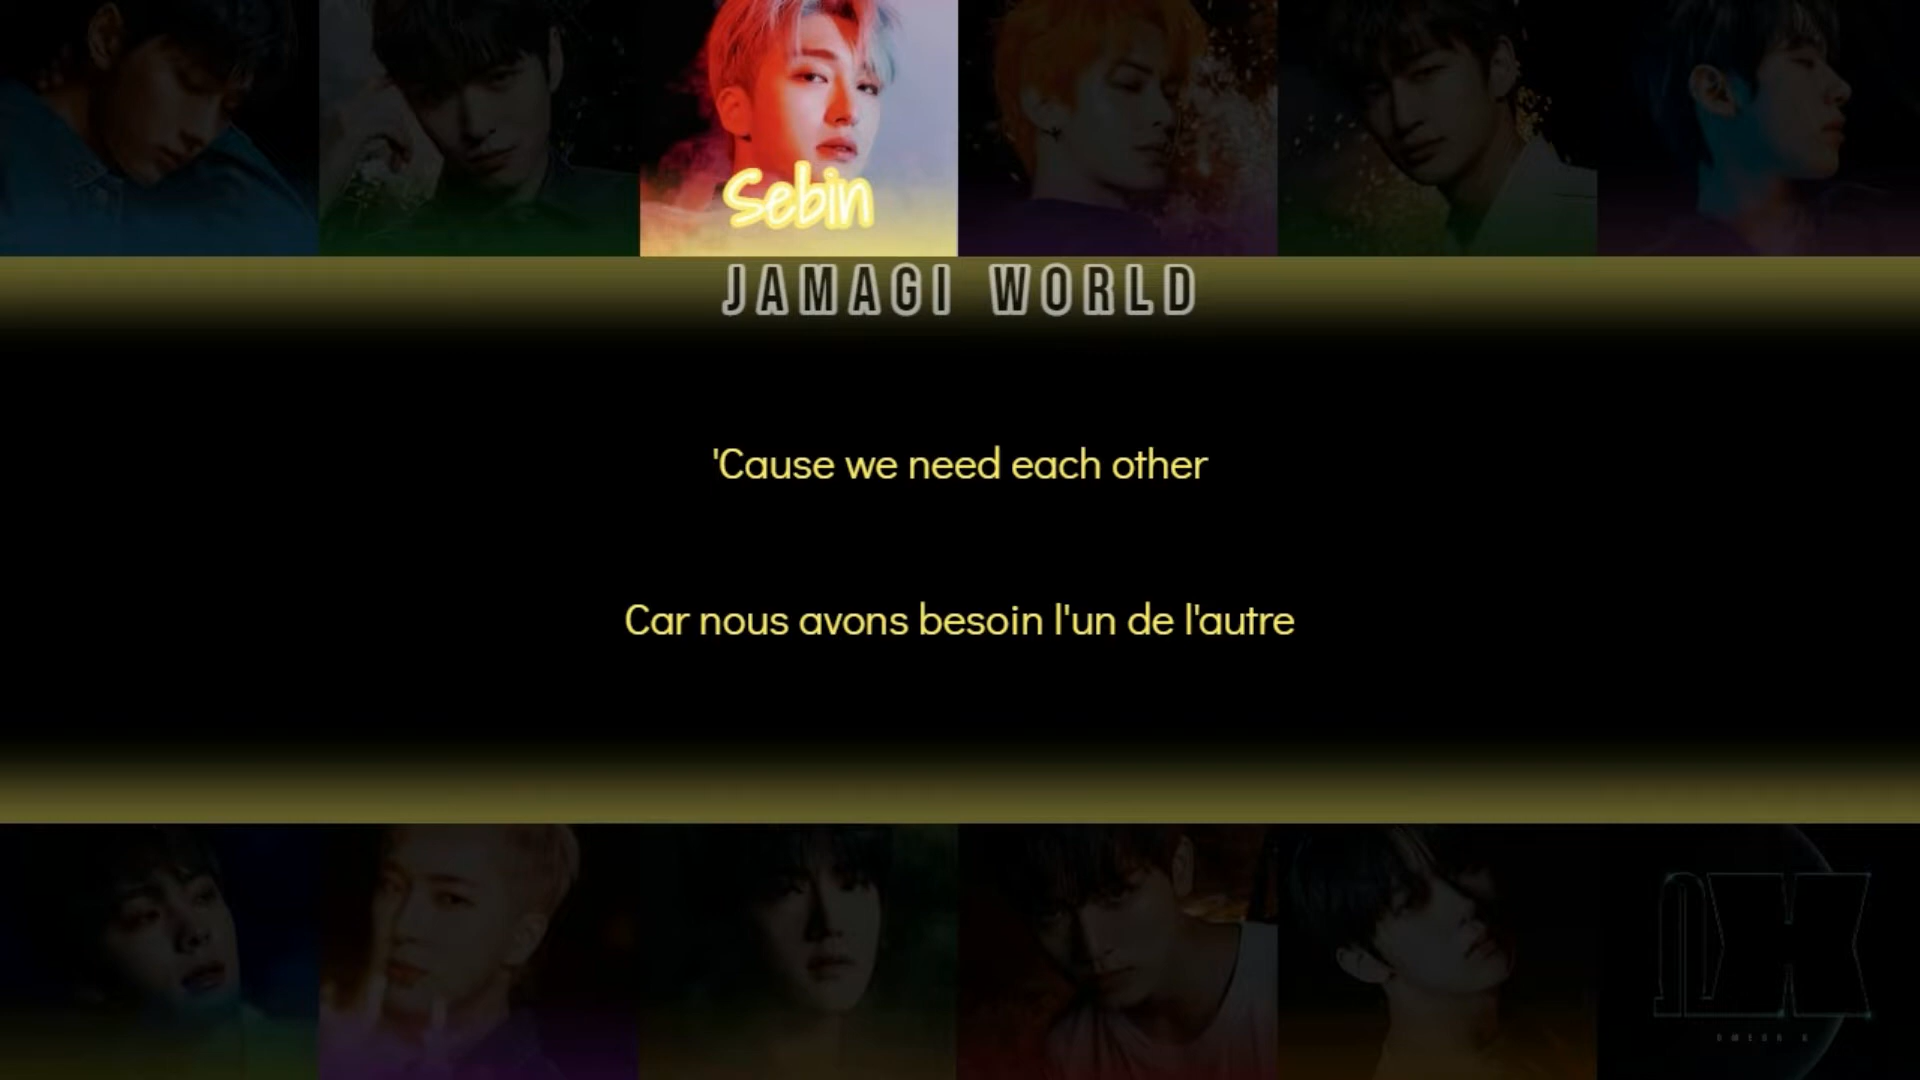 Sebin
JAMAGI WORLD
'Cause we need each other
Car nous avons besoin l'un de l'autre